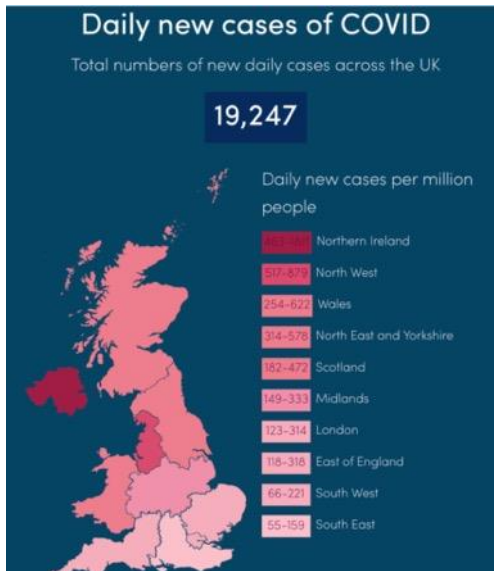 Daily new cases of COVID
Total numbers of new daily cases across the UK
19,247
Daily new cases per million
people
Northern Ireland
517-879 North West
254-622 Wales
314-578 North East and Yorkshire
182-472 Scotland
149-333 Midlands
123-314 London
118-318 East of England
66-221 South West
55-159 South East